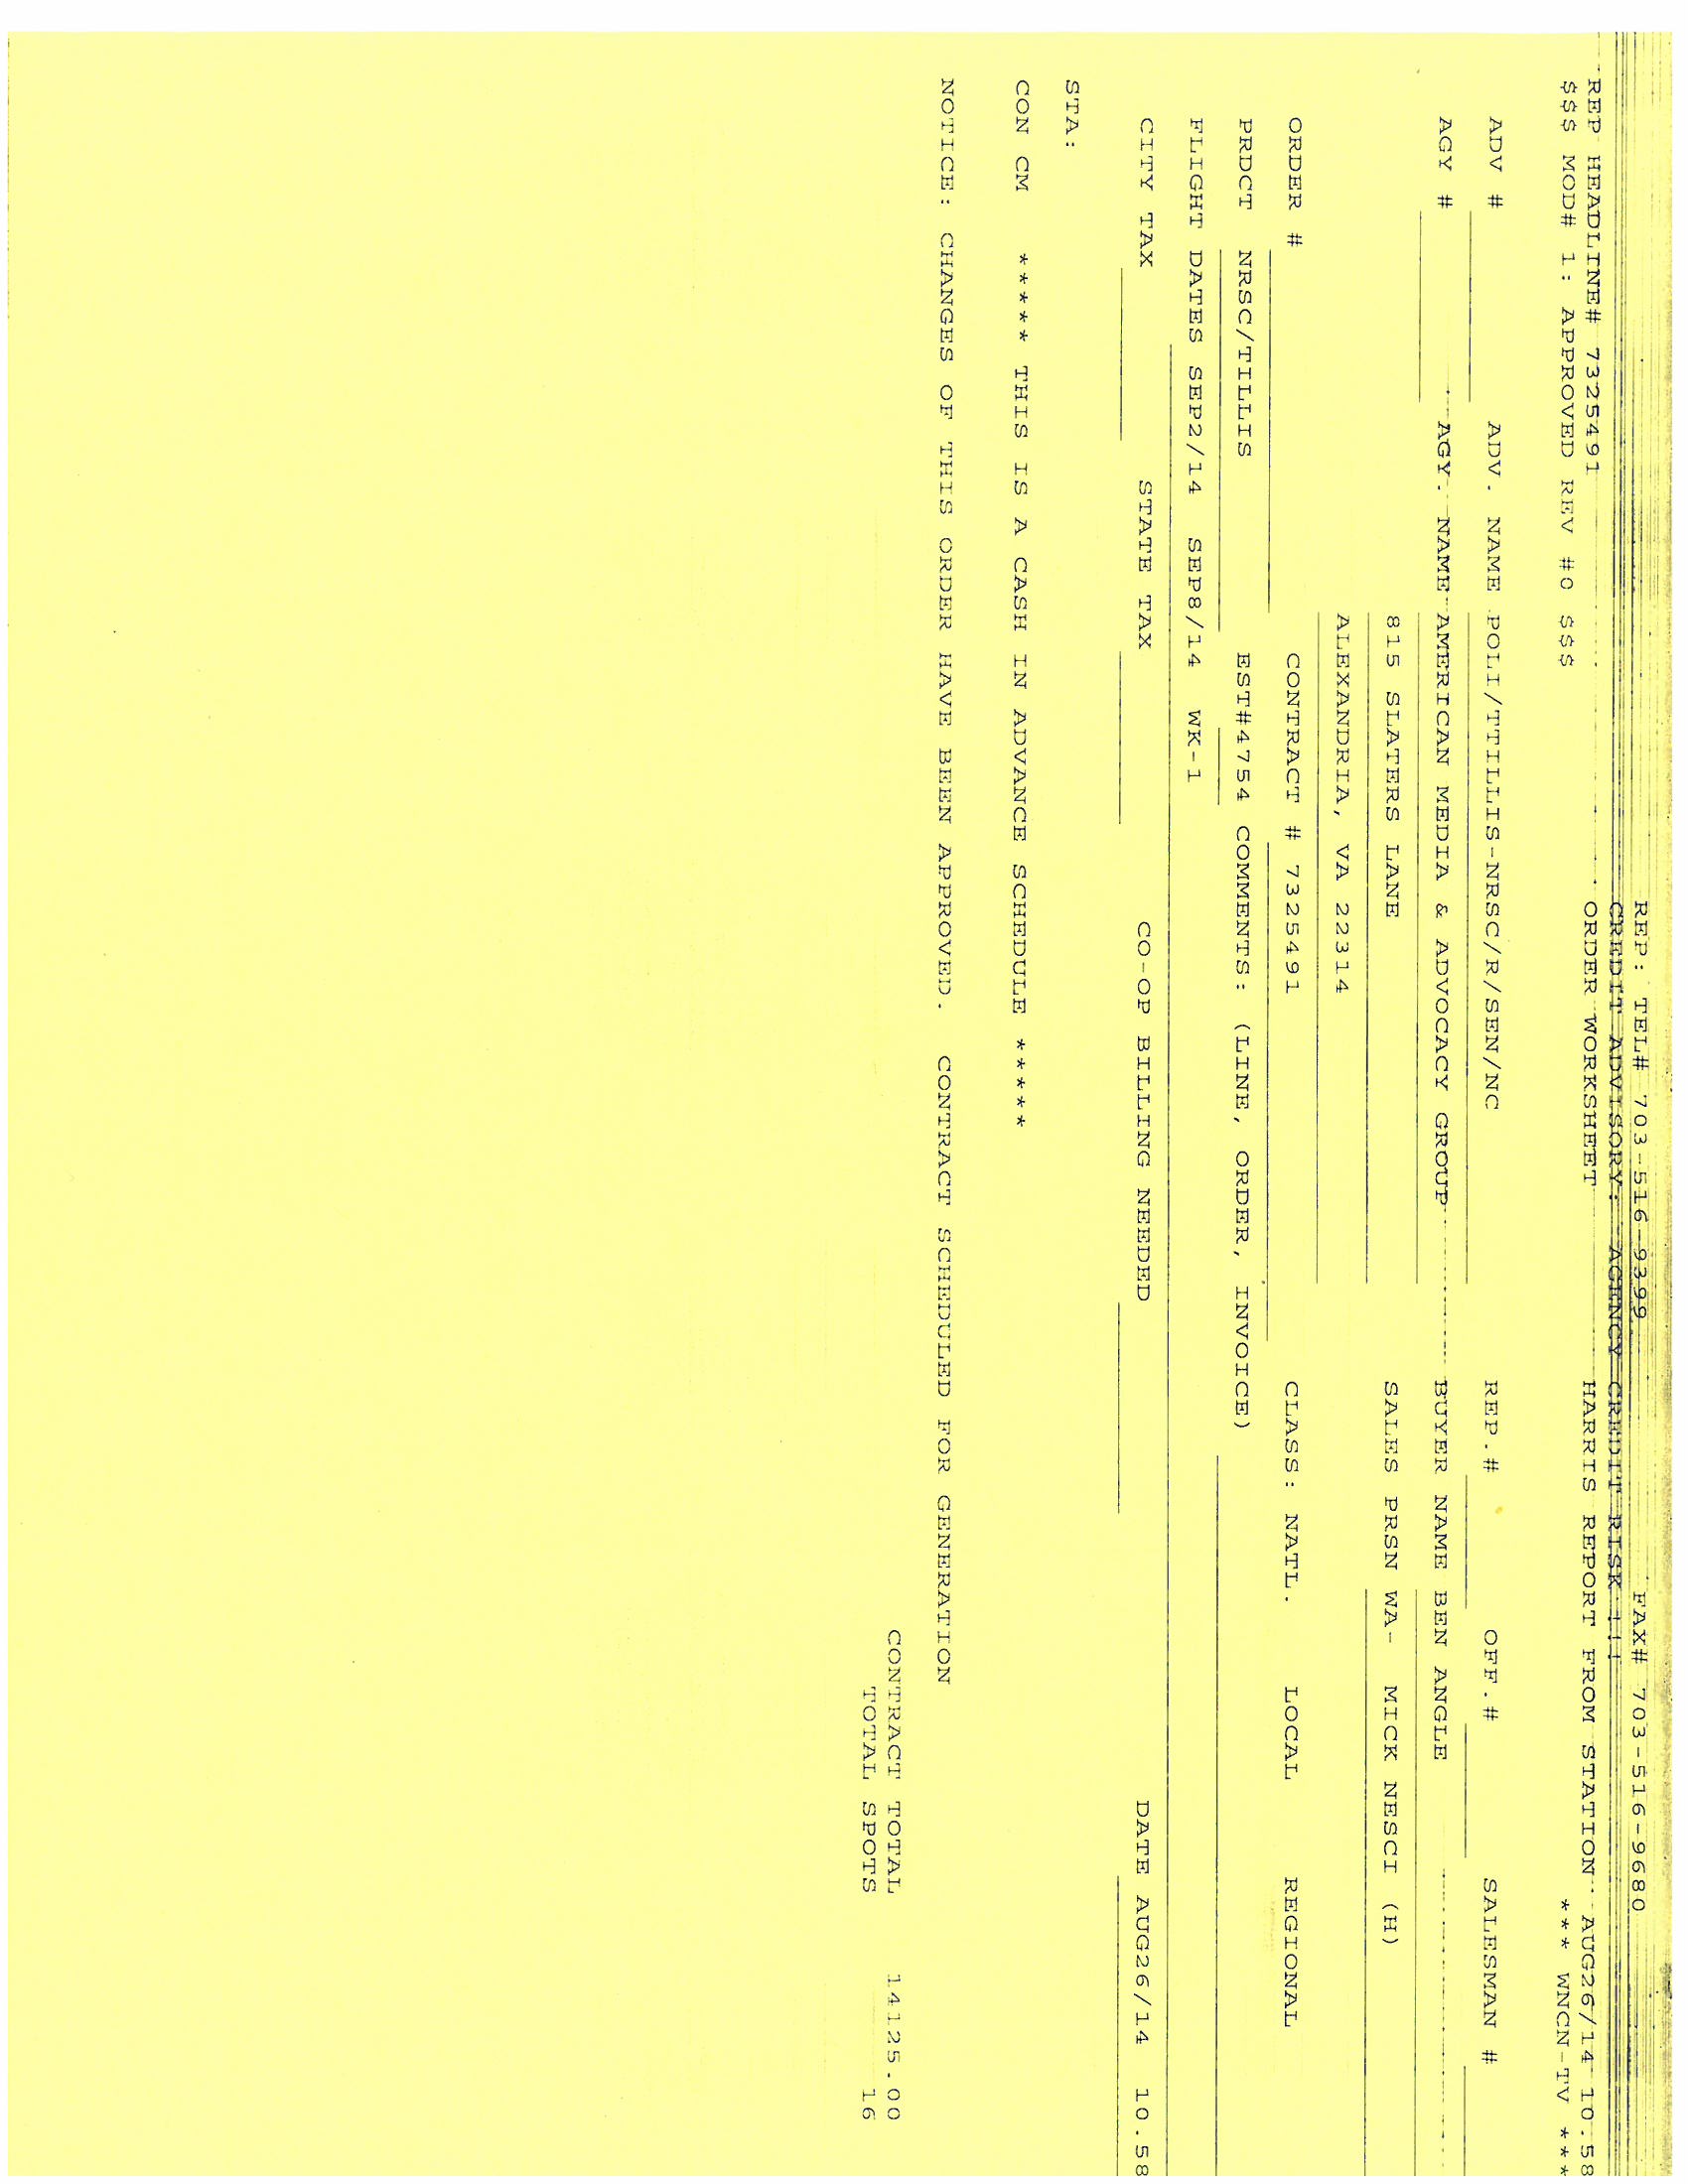 REP: TEL# 703-516-9399 FAX# 703-516-9680
CREDIT ADVISORY: AGENCY CREDIT RISK !!!
REP HEADLINE# 7325491 ORDER WORKSHEET HARRIS REPORT FROM STATION AUG26/14 10.58
$$$ MOD# 1: APPROVED REV #0 $$$ *** WNCN-TV ***
ADV # ADV. NAME POLI/TTILLIS-NRSC/R/SEN/NC REP.# OFF.# SALESMAN #
AGY # AGY. NAME AMERICAN MEDIA & ADVOCACY GROUP BUYER NAME BEN ANGLE
815 SLATERS LANE SALES PRSN WA- MICK NESCI (H)
ALEXANDRIA, VA 22314
ORDER # CONTRACT # 7325491 CLASS: NATL. LOCAL REGIONAL
PRDCT NRSC/TILLIS EST#4754 COMMENTS: (LINE, ORDER, INVOICE)
FLIGHT DATES SEP2/14 SEP8/14 WK-1
CITY TAX STATE TAX CO-OP BILLING NEEDED DATE AUG26/14 10.58
STA:
CON CM ***** THIS IS A CASH IN ADVANCE SCHEDULE *****
NOTICE: CHANGES OF THIS ORDER HAVE BEEN APPROVED. CONTRACT SCHEDULED FOR GENERATION
CONTRACT TOTAL 14125.00
TOTAL SPOTS 16